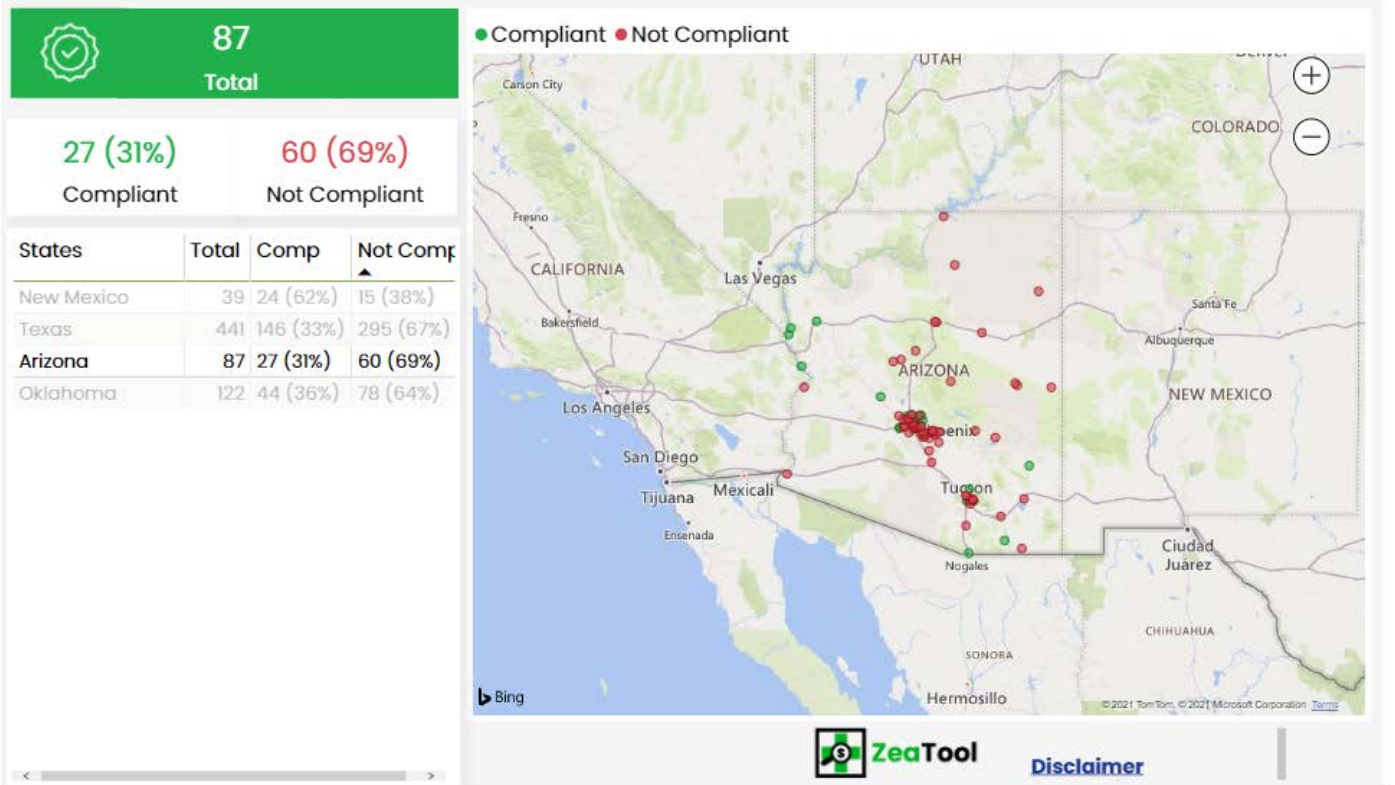 87
Total
27 (31%)
Compliant
60 (69%)
Not Compliant
States Total Comp Not Comp
New Mexico 39 24 (62%) 15 (38%)
Texas 441 146 (33%) 295 (67%)
Arizona 87 27 (31%) 60 (69%)
Oklahoma 122 44 (36%) 78 (64%)
Compliant Not Compliant
UTAH
Carson City
COLORADO
Fresno
CALIFORNIA
Las Vegas
Santa Fe
Bakersfield
Albuquerque
ARIZONA
NEW MEXICO
Los Angeles
San Diego
Tucson
Tijuana
Mexicali
Ensenada
Ciudad
Juárez
Nogales
CHIHUAHUA
SONORA
Hermosillo
Bing
© 2021 TomTom, © 2021 Microsoft Corporation Terms
ZeaTool
Disclaimer